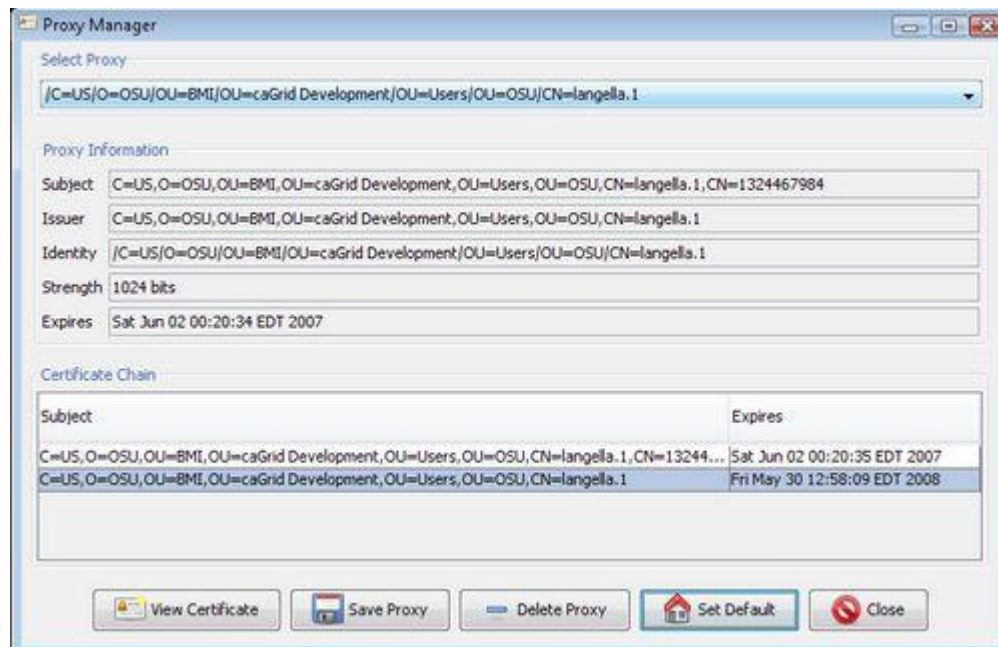 Proxy Manager
Select Proxy
/C=US/O=OSU/OU=BMI/OU=caGrid Development/OU=Users/OU=OSU/CN=langella.1
Proxy Information
Subject C=US,O=OSU,OU=BMI,OU=caGrid Development,OU=Users,OU=OSU,CN=langella.1,CN=1324467984
Issuer C=US,O=OSU,OU=BMI,OU=caGrid Development,OU=Users,OU=OSU,CN=langella.1
Identity /C=US/O=OSU/OU=BMI/OU=caGrid Development/OU=Users/OU=OSU/CN=langella.1
Strength 1024 bits
Expires Sat Jun 02 00:20:34 EDT 2007
Certificate Chain
Subject Expires
C=US,O=OSU,OU=BMI,OU=caGrid Development,OU=Users,OU=OSU,CN=langella.1,CN=13244... Sat Jun 02 00:20:35 EDT 2007
C=US,O=OSU,OU=BMI,OU=caGrid Development,OU=Users,OU=OSU,CN=langella.1 Fri May 30 12:58:09 EDT 2008
View Certificate Save Proxy Delete Proxy Set Default Close